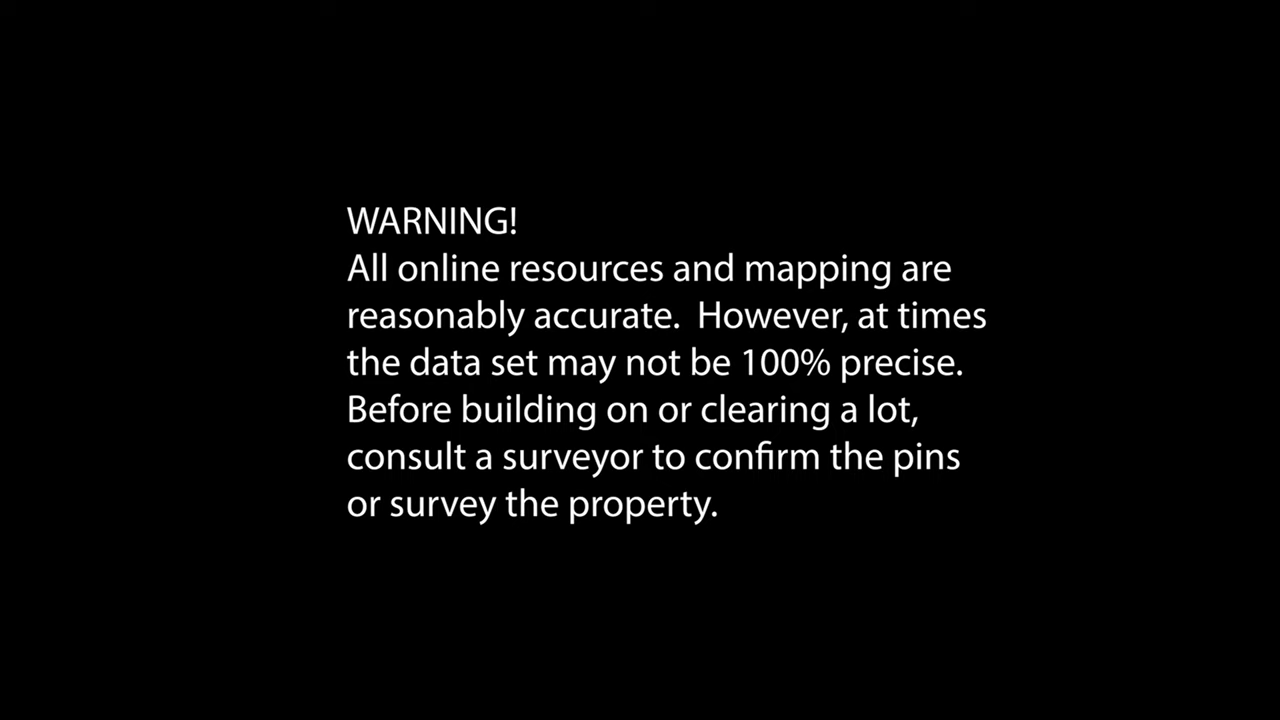 WARNING!
All online resources and mapping are
reasonably accurate.  However, at times
the data set may not be 100% precise.
Before building on or clearing a lot,
consult a surveyor to confirm the pins
or survey the property.